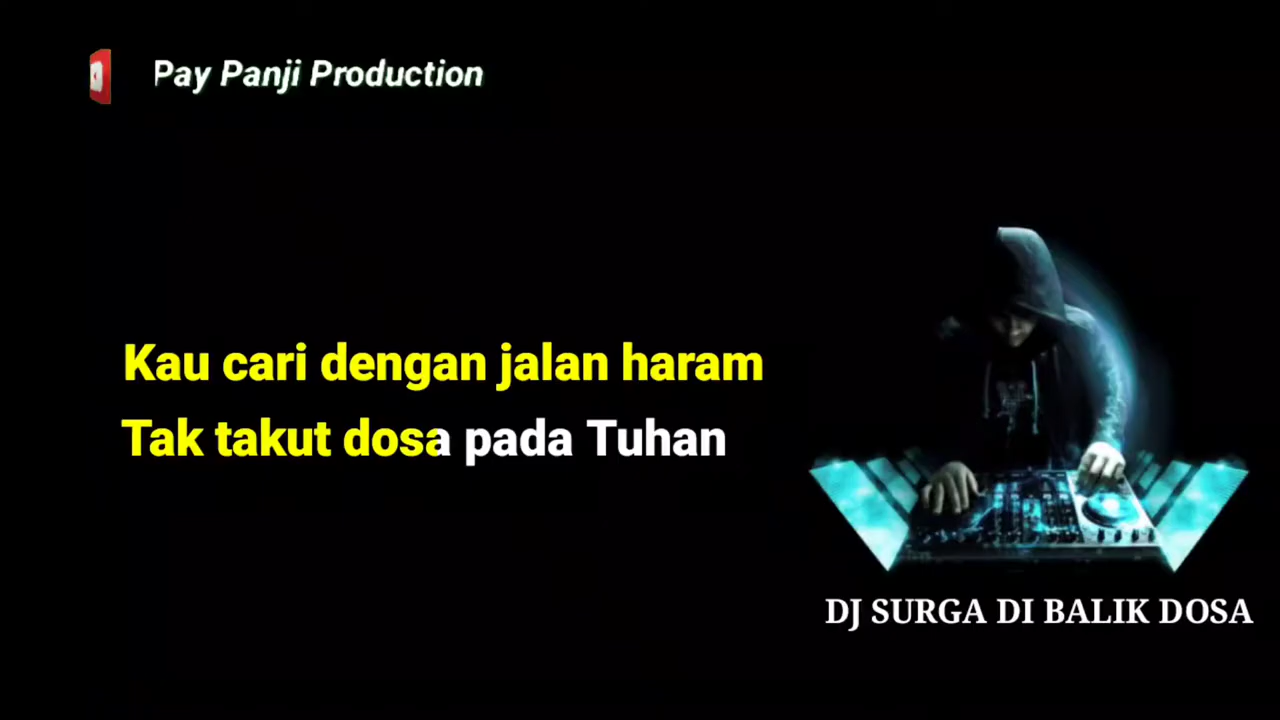 Pay Panji Production
Kau cari dengan jalan haram
Tak takut dosa pada Tuhan
DJ SURGA DI BALIK DOSA